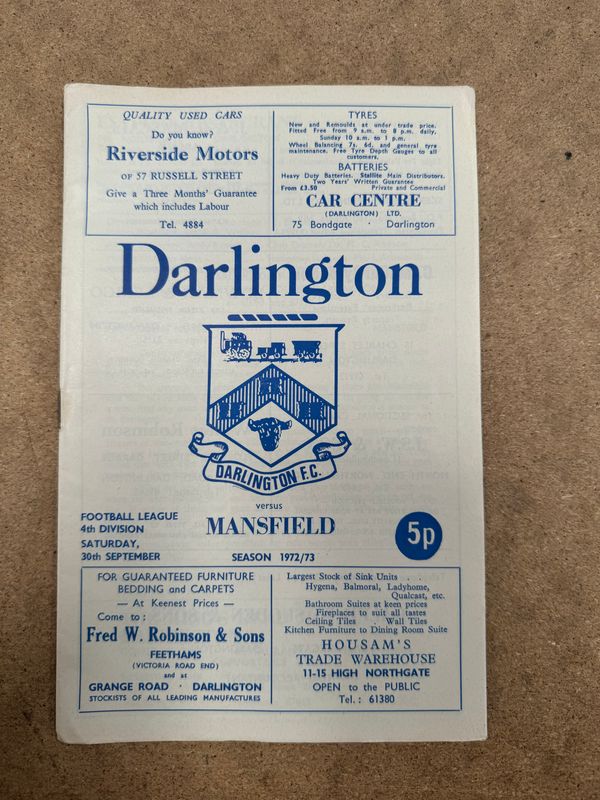 QUALITY USED CARS
Do you know?
Riverside Motors
OF 57 RUSSELL STREET
Give a Three Months' Guarantee
which includes Labour
Tel. 4884
TYRES
New and Remoulds at under trade price.
Fitted Free from 9 a.m. to 8 p.m. daily,
Sunday 10 a.m. to 1 p.m.
Wheel Balancing 7s. 6d. and general tyre
maintenance. Free Tyre Depth Gauges to all
customers.
BATTERIES
Heavy Duty Batteries. Stallite Main Distributors.
Two Years' Written Guarantee
From £3.50 Private and Commercial
CAR CENTRE
(DARLINGTON) LTD.
75 Bondgate · Darlington
Darlington
DARLINGTON F.C.
versus
MANSFIELD
FOOTBALL LEAGUE
4th DIVISION
SATURDAY,
30th SEPTEMBER
SEASON 1972/73
5p
FOR GUARANTEED FURNITURE
BEDDING and CARPETS
— At Keenest Prices —
Come to :
Fred W. Robinson & Sons
FEETHAMS
(VICTORIA ROAD END)
and at
GRANGE ROAD · DARLINGTON
STOCKISTS OF ALL LEADING MANUFACTURES
Largest Stock of Sink Units . . .
Hygena, Balmoral, Ladyhome,
Qualcast, etc.
Bathroom Suites at keen prices
Fireplaces to suit all tastes
Ceiling Tiles . . Wall Tiles
Kitchen Furniture to Dining Room Suite
HOUSAM'S
TRADE WAREHOUSE
11-15 HIGH NORTHGATE
OPEN to the PUBLIC
Tel.: 61380